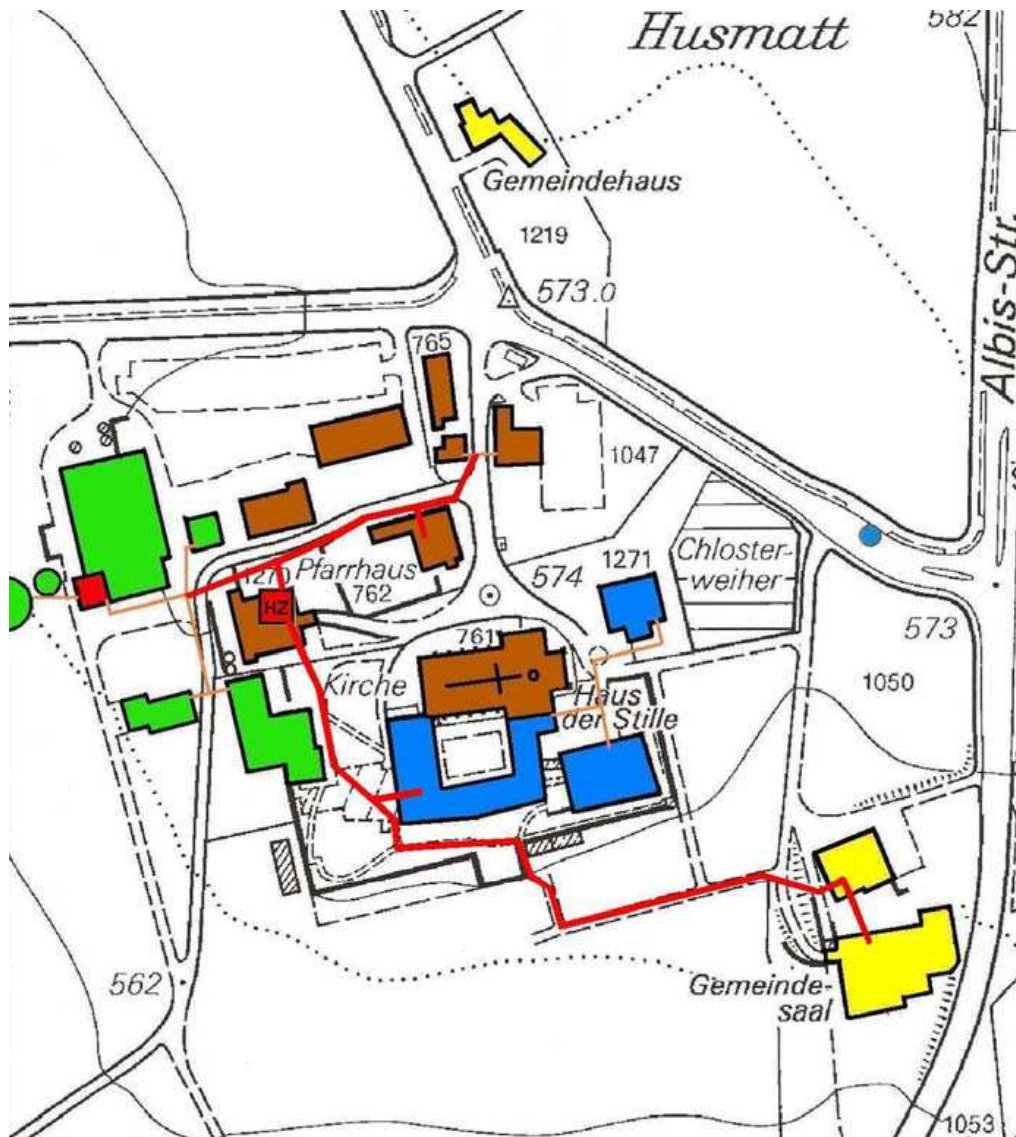 Husmatt
582
Gemeindehaus
1219
573.0
Albis-Str.
765
1047
1271
Chloster-
weiher
574
Pfarrhaus
762
HZ
573
761
Kirche
Haus
der Stille
1050
562
Gemeinde-
saal
1053